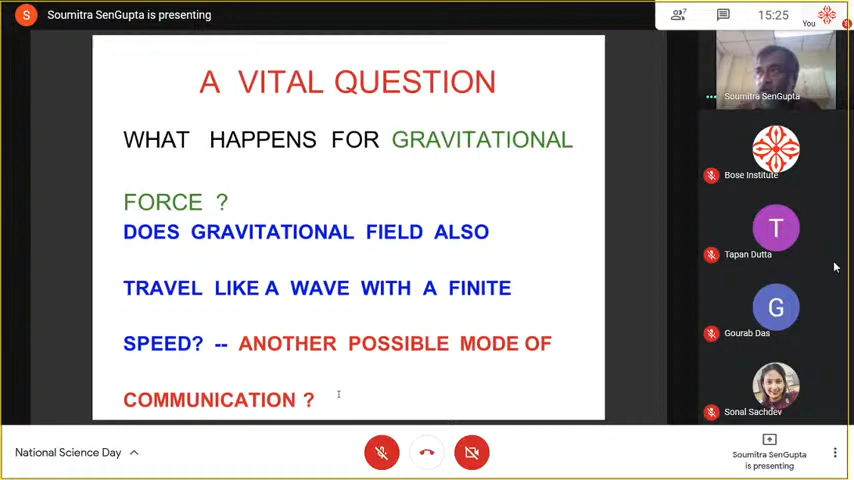 S Soumitra SenGupta is presenting
7
15:25
You
S
A VITAL QUESTION
WHAT HAPPENS FOR GRAVITATIONAL
FORCE ?
DOES GRAVITATIONAL FIELD ALSO
TRAVEL LIKE A WAVE WITH A FINITE
SPEED? -- ANOTHER POSSIBLE MODE OF
COMMUNICATION ?
Soumitra SenGupta
Bose Institute
T
Tapan Dutta
G
Gourab Das
Sonal Sachdev
National Science Day
Soumitra SenGupta
is presenting